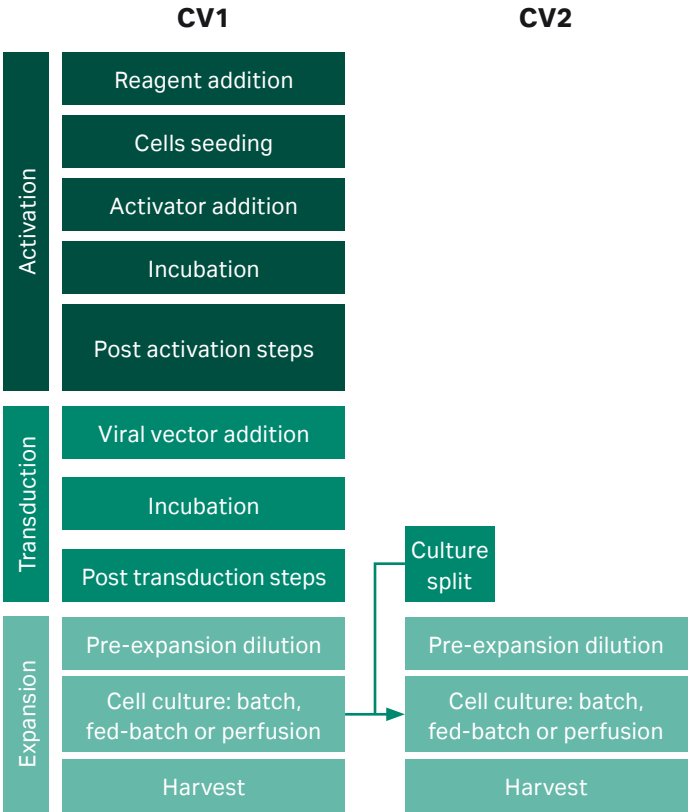 CV1
CV2
Activation
Reagent addition
Cells seeding
Activator addition
Incubation
Post activation steps
Transduction
Viral vector addition
Incubation
Post transduction steps
Culture
split
Expansion
Pre-expansion dilution
Pre-expansion dilution
Cell culture: batch,
fed-batch or perfusion
Cell culture: batch,
fed-batch or perfusion
Harvest
Harvest